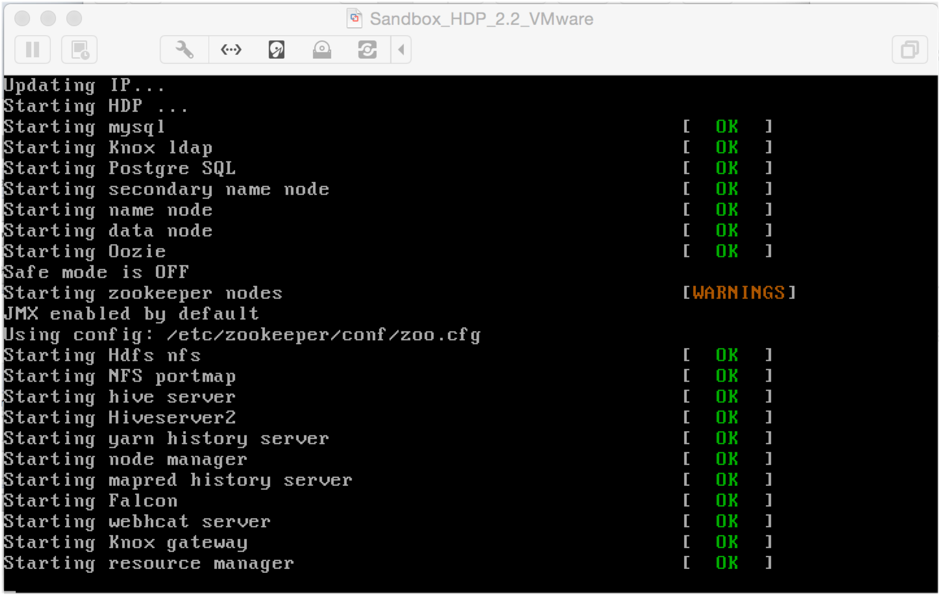 Sandbox_HDP_2.2_VMware
Updating IP...
Starting HDP ...
Starting mysql [ OK ]
Starting Knox ldap [ OK ]
Starting Postgre SQL [ OK ]
Starting secondary name node [ OK ]
Starting name node [ OK ]
Starting data node [ OK ]
Starting Oozie [ OK ]
Safe mode is OFF
Starting zookeeper nodes [WARNINGS]
JMX enabled by default
Using config: /etc/zookeeper/conf/zoo.cfg
Starting Hdfs nfs [ OK ]
Starting NFS portmap [ OK ]
Starting hive server [ OK ]
Starting Hiveserver2 [ OK ]
Starting yarn history server [ OK ]
Starting node manager [ OK ]
Starting mapred history server [ OK ]
Starting Falcon [ OK ]
Starting webhcat server [ OK ]
Starting Knox gateway [ OK ]
Starting resource manager [ OK ]